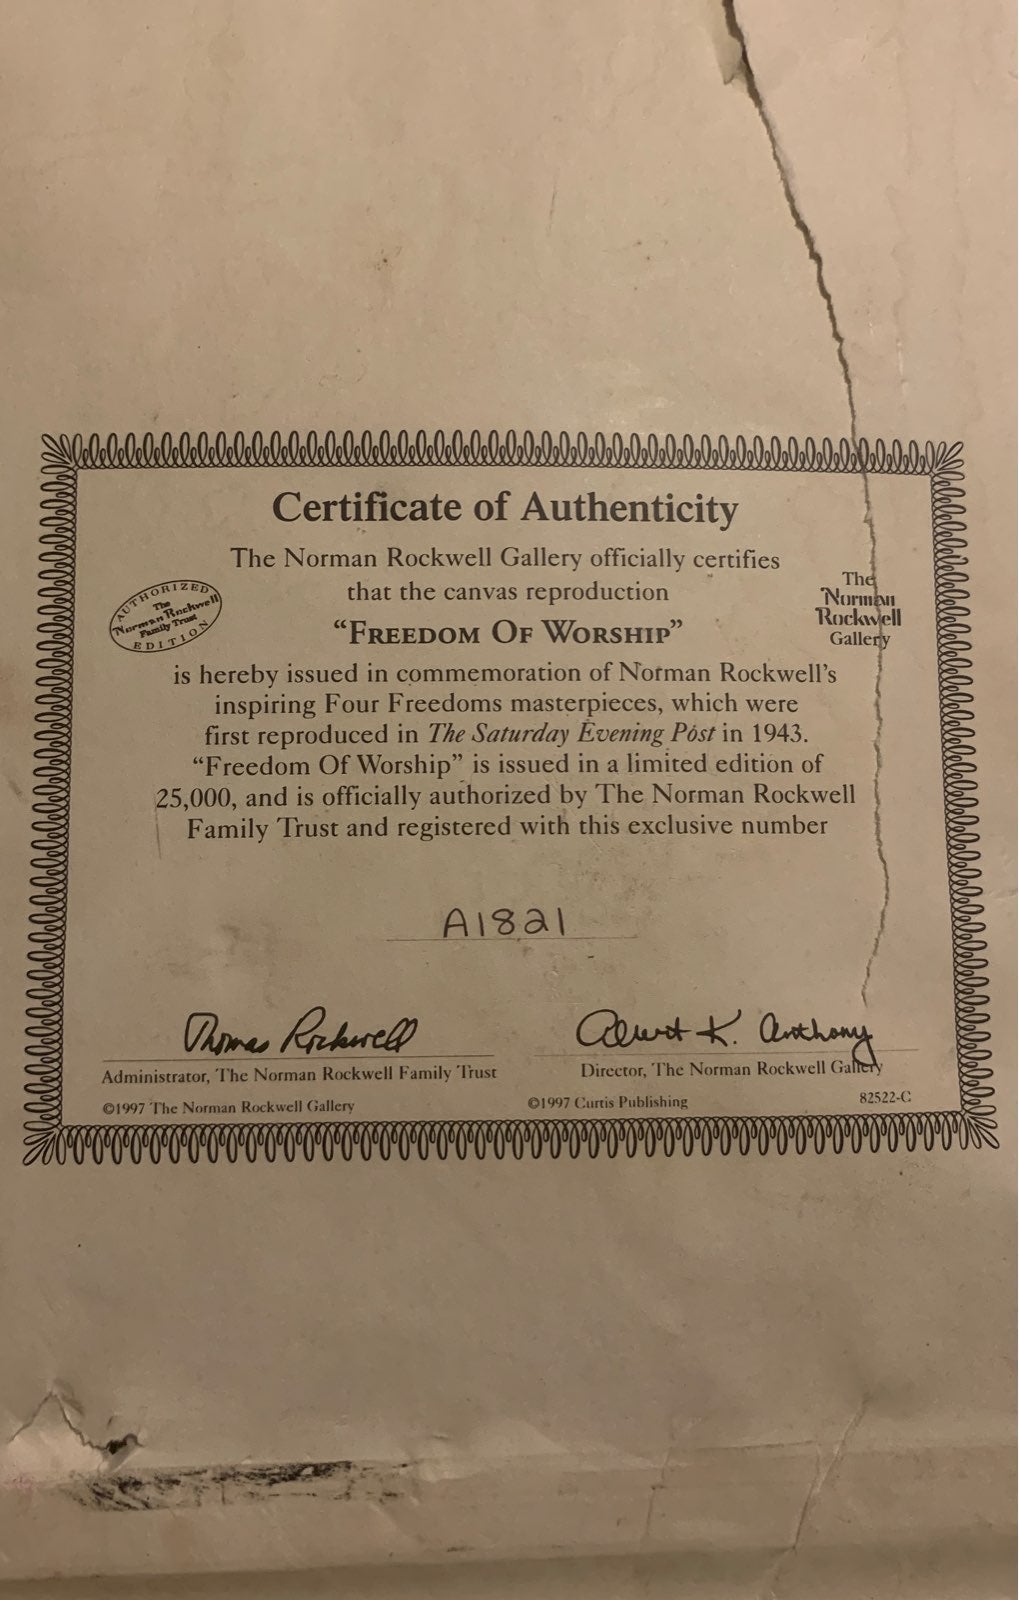 Certificate of Authenticity
The Norman Rockwell Gallery officially certifies
that the canvas reproduction
“FREEDOM OF WORSHIP”
is hereby issued in commemoration of Norman Rockwell’s
inspiring Four Freedoms masterpieces, which were
first reproduced in The Saturday Evening Post in 1943.
“Freedom Of Worship” is issued in a limited edition of
25,000, and is officially authorized by The Norman Rockwell
Family Trust and registered with this exclusive number
AUTHORIZED
The
Norman Rockwell
Family Trust
EDITION
The
Norman
Rockwell
Gallery
A1821
Thomas Rockwell
Administrator, The Norman Rockwell Family Trust
©1997 The Norman Rockwell Gallery
K. Anthony
Director, The Norman Rockwell Gallery
©1997 Curtis Publishing
82522-C